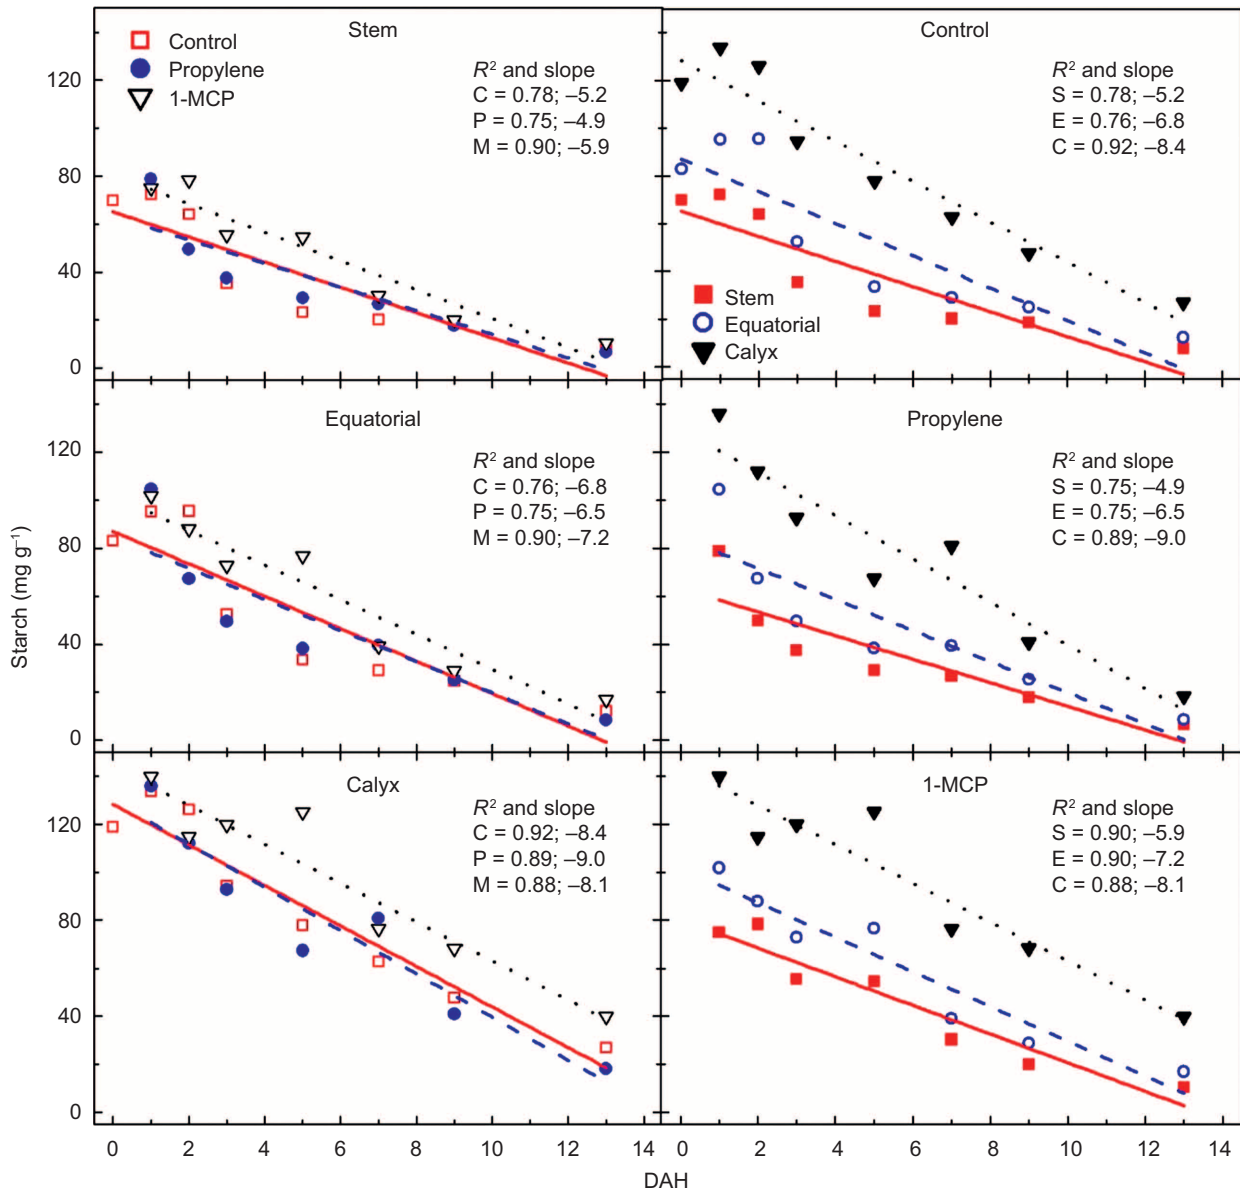 Stem
Control
Propylene
1-MCP
R² and slope
C = 0.78; –5.2
P = 0.75; –4.9
M = 0.90; –5.9
120
80
40
0
Control
R² and slope
S = 0.78; –5.2
E = 0.76; –6.8
C = 0.92; –8.4
Stem
Equatorial
Calyx
Equatorial
R² and slope
C = 0.76; –6.8
P = 0.75; –6.5
M = 0.90; –7.2
120
80
40
0
Starch (mg g⁻¹)
Propylene
R² and slope
S = 0.75; –4.9
E = 0.75; –6.5
C = 0.89; –9.0
Calyx
R² and slope
C = 0.92; –8.4
P = 0.89; –9.0
M = 0.88; –8.1
120
80
40
0
1-MCP
R² and slope
S = 0.90; –5.9
E = 0.90; –7.2
C = 0.88; –8.1
0 2 4 6 8 10 12 14 0 2 4 6 8 10 12 14
DAH